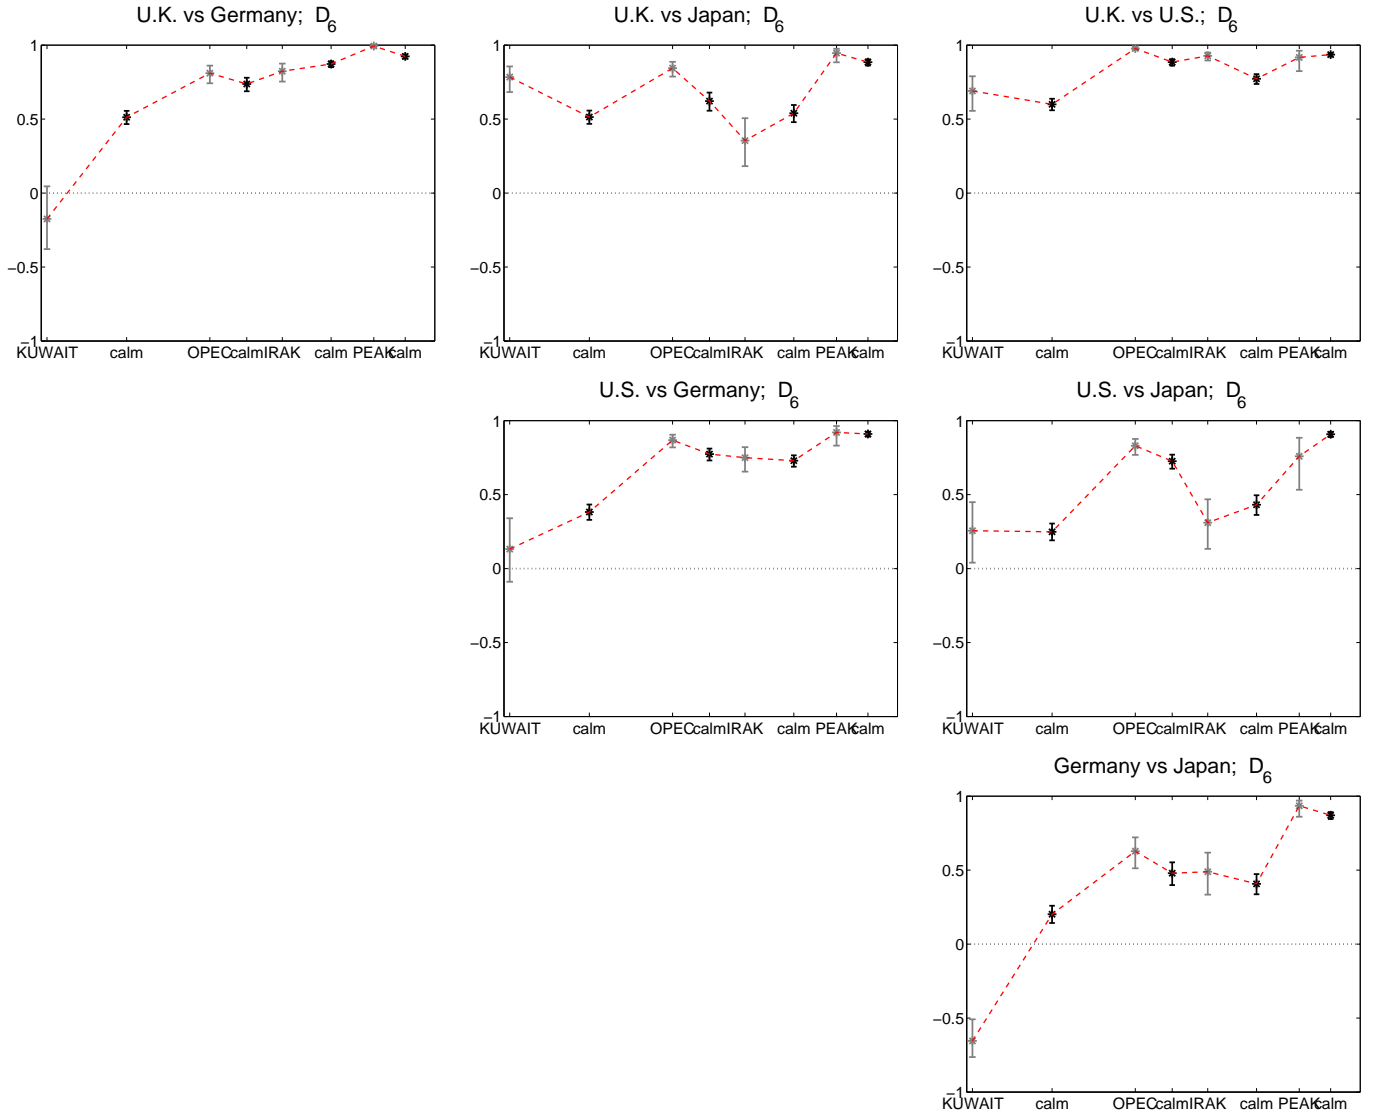 U.K. vs Germany; D6
1
0.5
0
−0.5
−1
KUWAIT calm OPEC calm IRAK calm PEAK calm
U.K. vs Japan; D6
1
0.5
0
−0.5
−1
KUWAIT calm OPEC calm IRAK calm PEAK calm
U.K. vs U.S.; D6
1
0.5
0
−0.5
−1
KUWAIT calm OPEC calm IRAK calm PEAK calm
U.S. vs Germany; D6
1
0.5
0
−0.5
−1
KUWAIT calm OPEC calm IRAK calm PEAK calm
U.S. vs Japan; D6
1
0.5
0
−0.5
−1
KUWAIT calm OPEC calm IRAK calm PEAK calm
Germany vs Japan; D6
1
0.5
0
−0.5
−1
KUWAIT calm OPEC calm IRAK calm PEAK calm